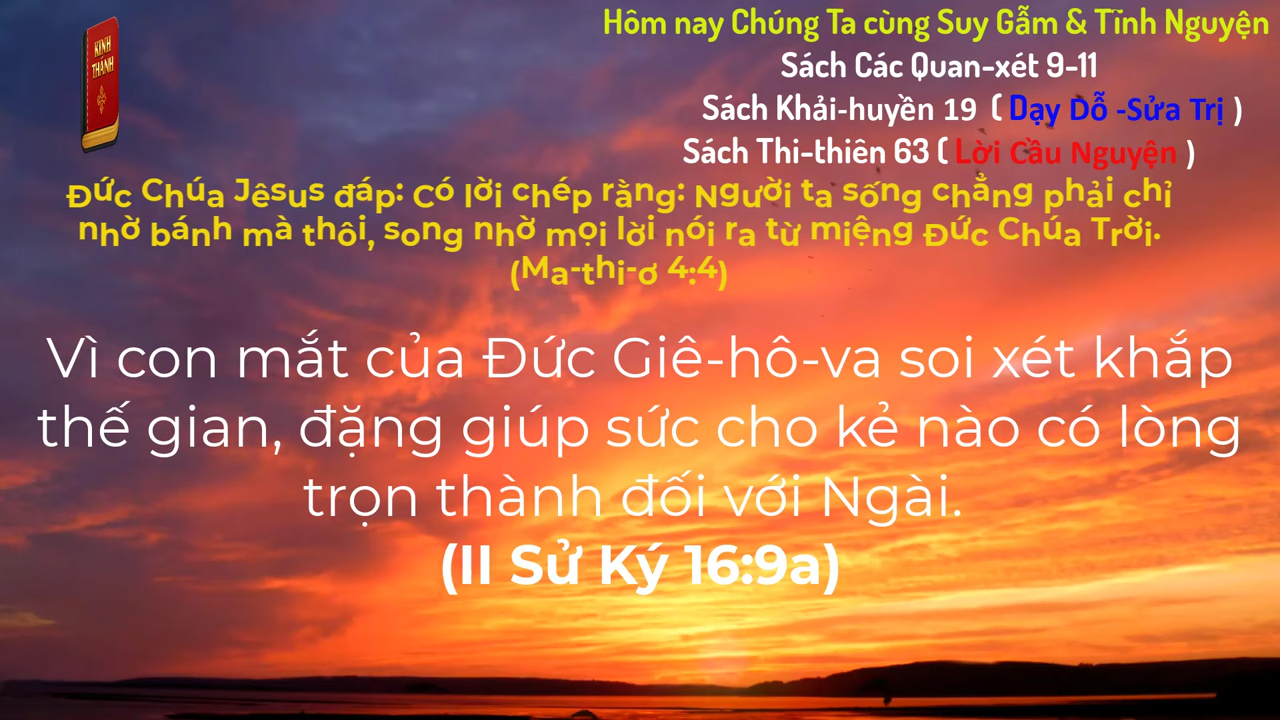 KINH
THÁNH
Hôm nay Chúng Ta cùng Suy Gẫm & Tĩnh Nguyện
Sách Các Quan-xét 9-11
Sách Khải-huyền 19 ( Dạy Dỗ -Sửa Trị )
Sách Thi-thiên 63 ( Lời Cầu Nguyện )
Đức Chúa Jêsus đáp: Có lời chép rằng: Người ta sống chẳng phải chỉ
nhờ bánh mà thôi, song nhờ mọi lời nói ra từ miệng Đức Chúa Trời.
(Ma-thi-ơ 4:4)
Vì con mắt của Đức Giê-hô-va soi xét khắp
thế gian, đặng giúp sức cho kẻ nào có lòng
trọn thành đối với Ngài.
(II Sử Ký 16:9a)